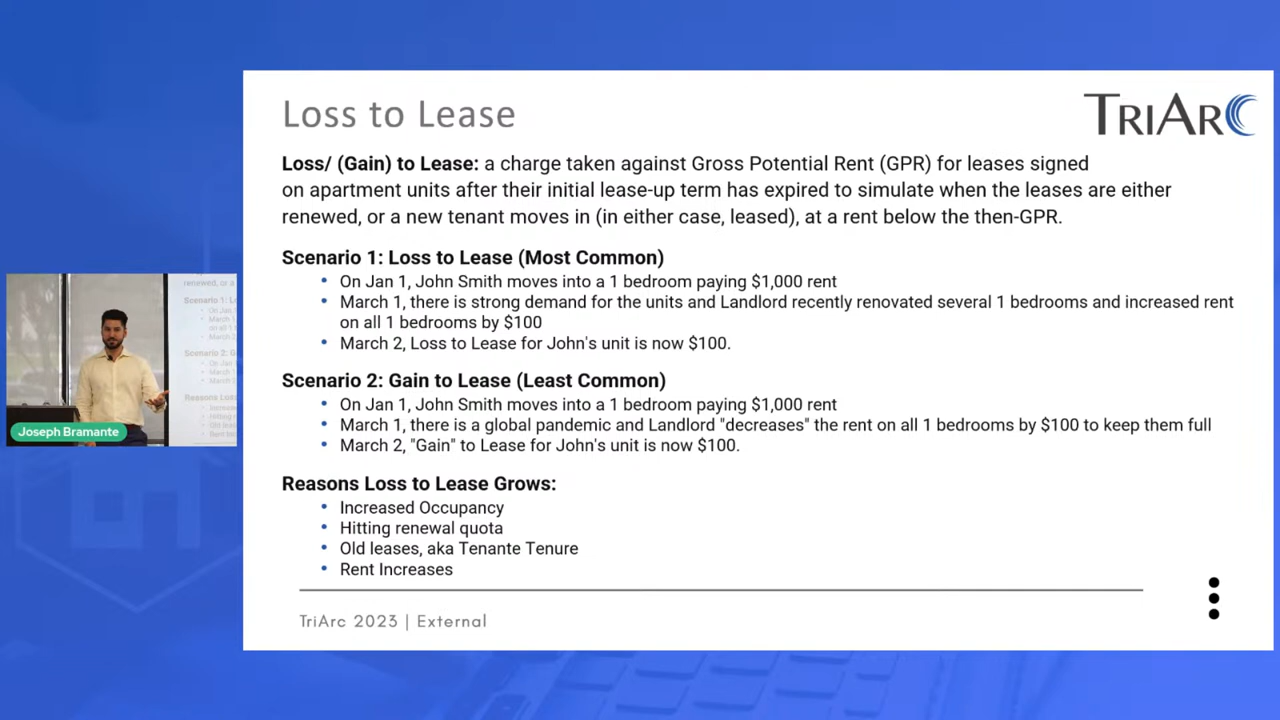 Loss to Lease
TRIARC
Loss/ (Gain) to Lease: a charge taken against Gross Potential Rent (GPR) for leases signed
on apartment units after their initial lease-up term has expired to simulate when the leases are either
renewed, or a new tenant moves in (in either case, leased), at a rent below the then-GPR.
Scenario 1: Loss to Lease (Most Common)
• On Jan 1, John Smith moves into a 1 bedroom paying $1,000 rent
• March 1, there is strong demand for the units and Landlord recently renovated several 1 bedrooms and increased rent
on all 1 bedrooms by $100
• March 2, Loss to Lease for John's unit is now $100.
Scenario 2: Gain to Lease (Least Common)
• On Jan 1, John Smith moves into a 1 bedroom paying $1,000 rent
• March 1, there is a global pandemic and Landlord "decreases" the rent on all 1 bedrooms by $100 to keep them full
• March 2, "Gain" to Lease for John's unit is now $100.
Reasons Loss to Lease Grows:
• Increased Occupancy
• Hitting renewal quota
• Old leases, aka Tenante Tenure
• Rent Increases
TriArc 2023 | External
Joseph Bramante